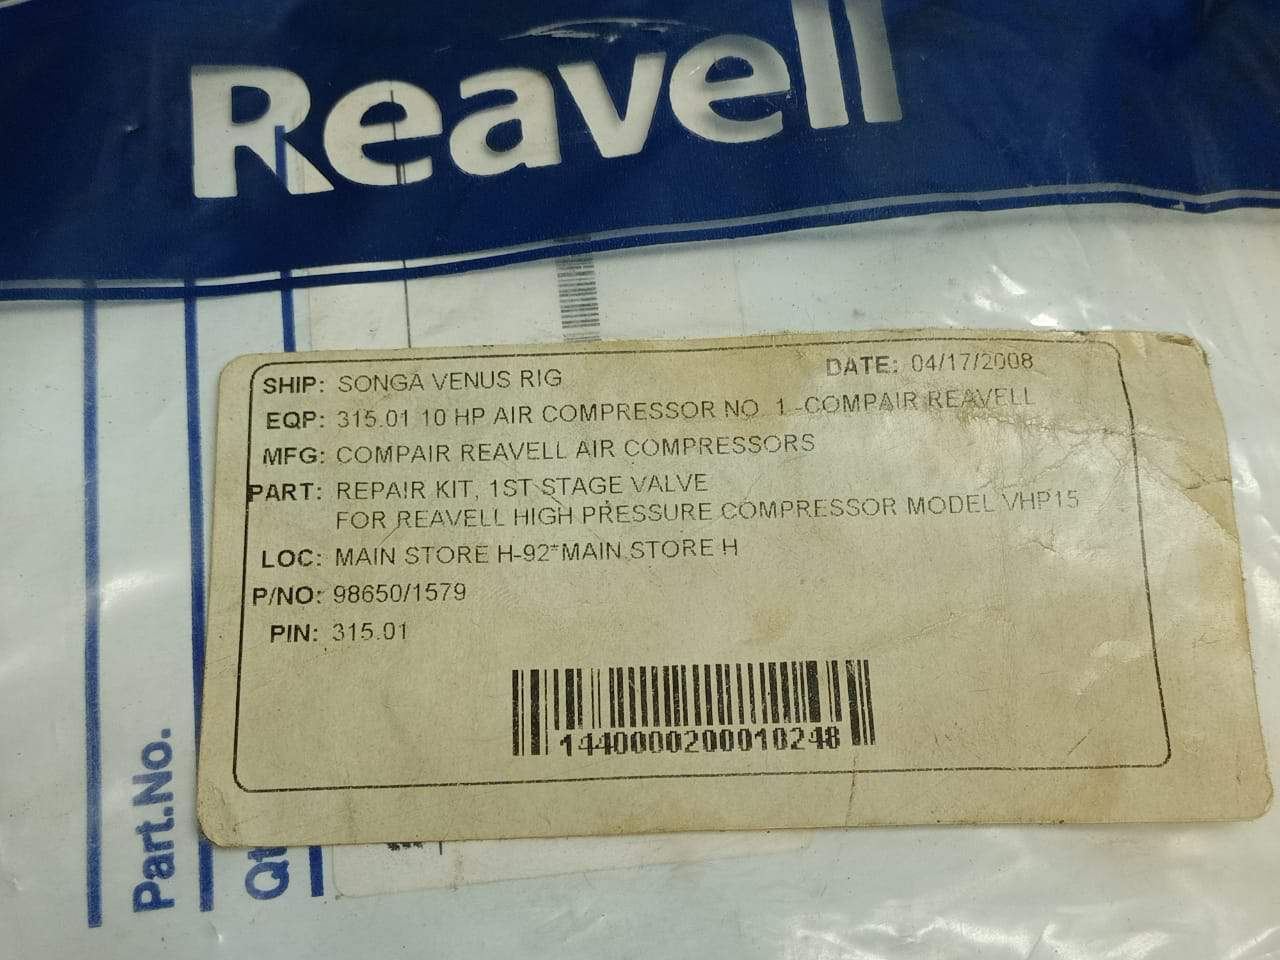 Reavell
SHIP: SONGA VENUS RIG DATE: 04/17/2008
EQP: 315.01 10 HP AIR COMPRESSOR NO. 1 -COMPAIR REAVELL
MFG: COMPAIR REAVELL AIR COMPRESSORS
PART: REPAIR KIT, 1ST STAGE VALVE
FOR REAVELL HIGH PRESSURE COMPRESSOR MODEL VHP15
LOC: MAIN STORE H-92*MAIN STORE H
P/NO: 98650/1579
PIN: 315.01
1440000200010248
Part.No.